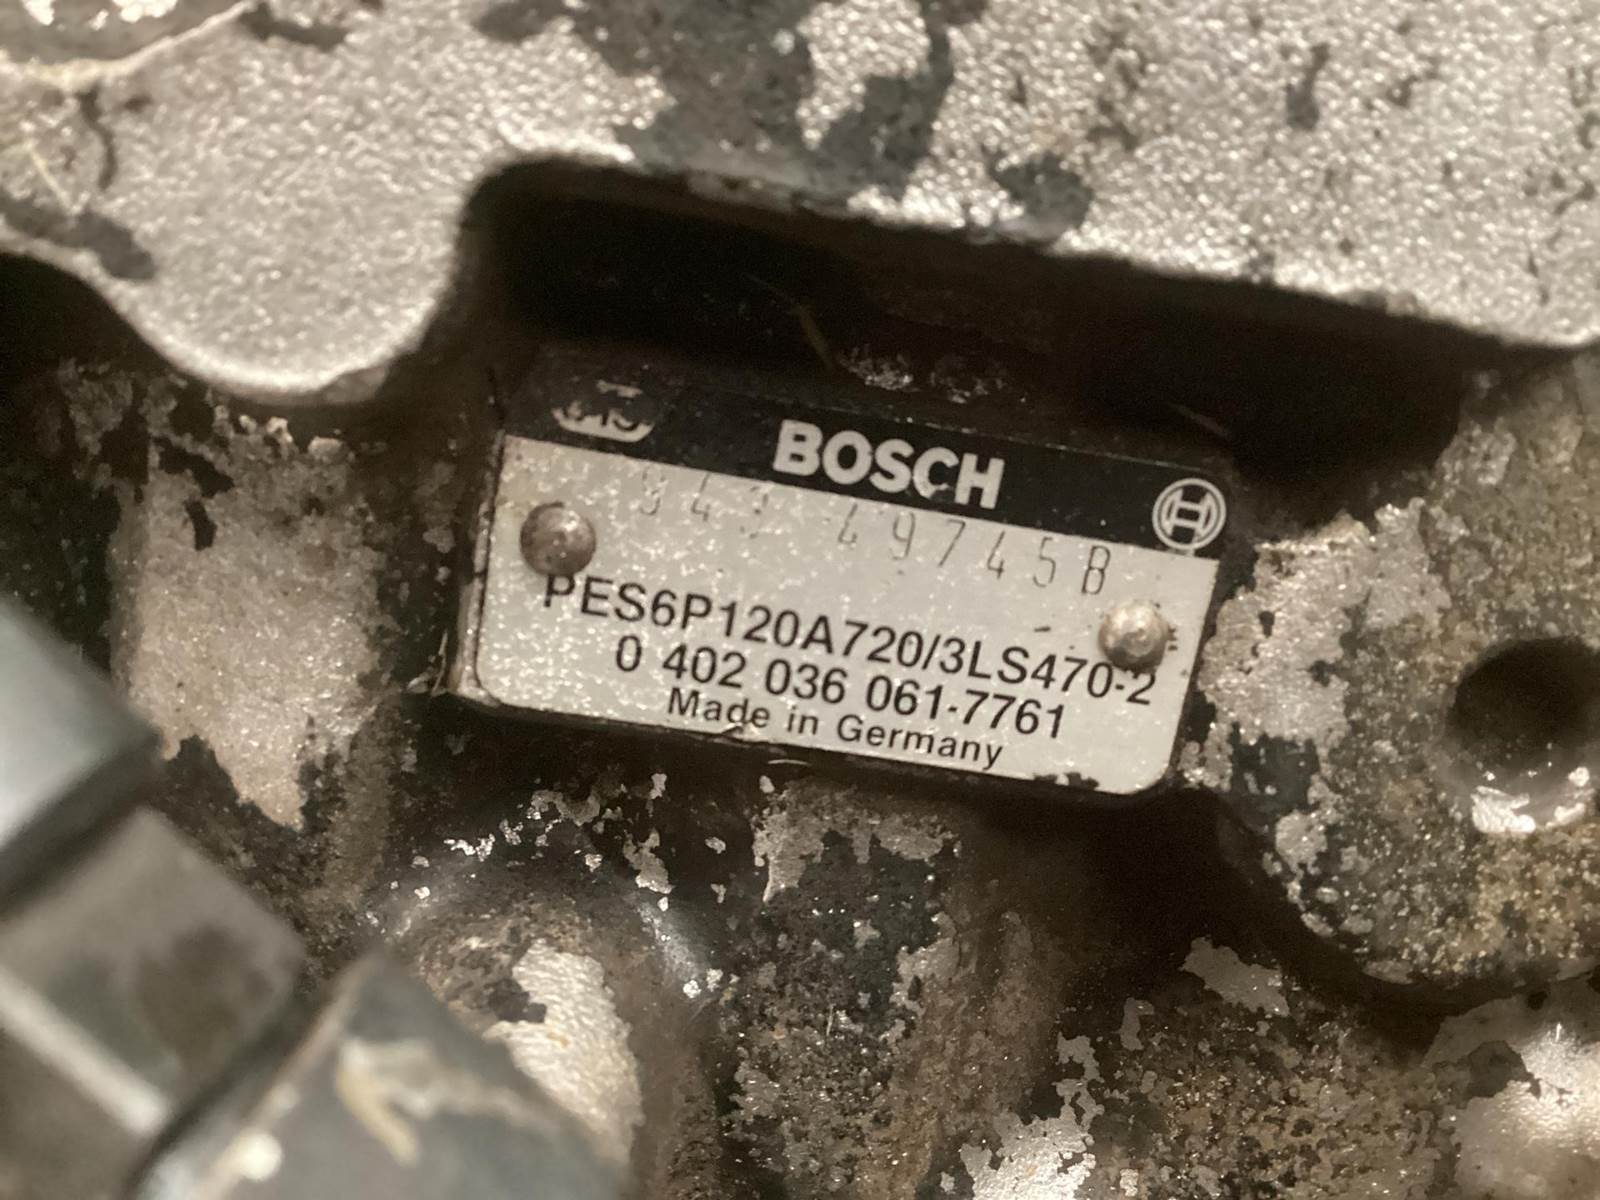 BOSCH
943 49745B
PES6P120A720/3LS470-2
0 402 036 061-7761
Made in Germany